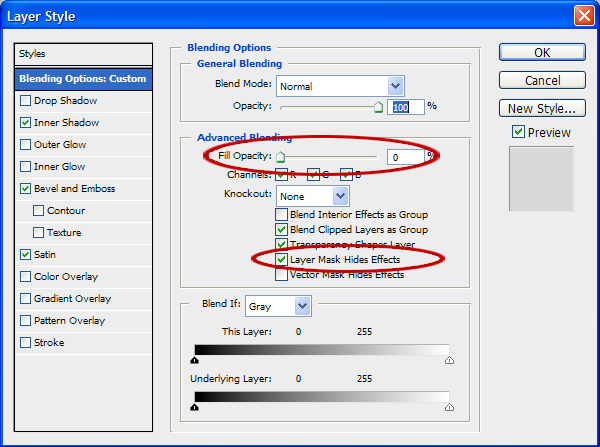 Layer Style
Styles
Blending Options: Custom
Drop Shadow
Inner Shadow
Outer Glow
Inner Glow
Bevel and Emboss
Contour
Texture
Satin
Color Overlay
Gradient Overlay
Pattern Overlay
Stroke
Blending Options
General Blending
Blend Mode: Normal
Opacity: 100 %
Advanced Blending
Fill Opacity: 0 %
Channels: R G B
Knockout: None
Blend Interior Effects as Group
Blend Clipped Layers as Group
Transparency Shapes Layer
Layer Mask Hides Effects
Vector Mask Hides Effects
Blend If: Gray
This Layer: 0 255
Underlying Layer: 0 255
OK
Cancel
New Style...
Preview